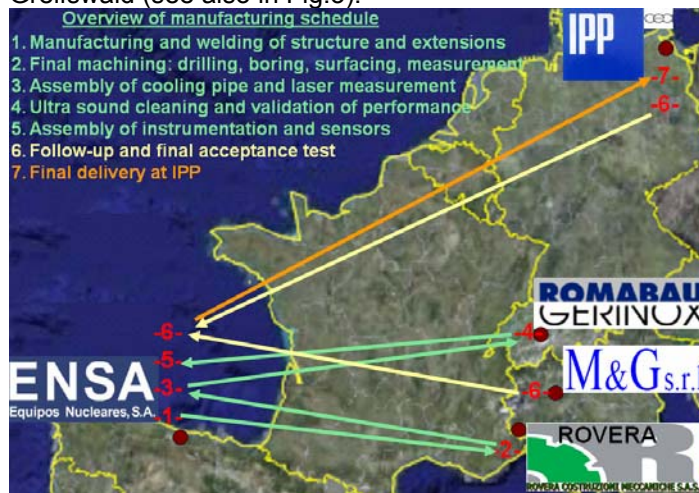 Greifswald (see also in Fig.5).
Overview of manufacturing schedule
1. Manufacturing and welding of structure and extensions
2. Final machining: drilling, boring, surfacing, measurement
3. Assembly of cooling pipe and laser measurement
4. Ultra sound cleaning and validation of performance
5. Assembly of instrumentation and sensors
6. Follow-up and final acceptance test
7. Final delivery at IPP
IPP
-7-
-6-
-6-
-5-
-3-
-1-
ENSA
Equipos Nucleares, S.A.
ROMABAU
GERINOX
-4-
-6-
M&G s.r.l
-2-
ROVERA
ROVERA COSTRUZIONI MECCANICHE S.A.S.